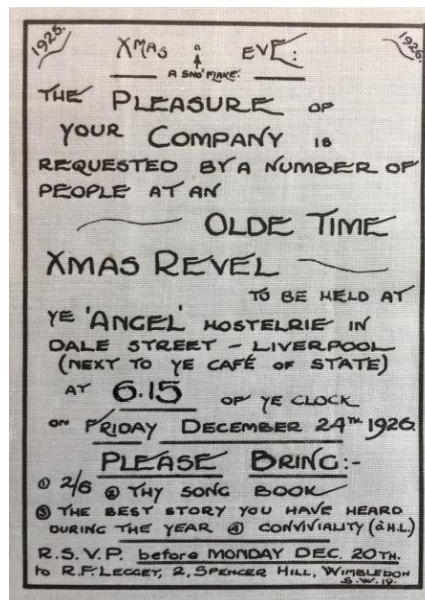 1926. XMAS EVE: 1926.
A SNO' FLAKE.
THE PLEASURE OF
YOUR COMPANY IS
REQUESTED BY A NUMBER OF
PEOPLE AT AN
OLDE TIME
XMAS REVEL
TO BE HELD AT
YE 'ANGEL' HOSTELRIE IN
DALE STREET - LIVERPOOL
(NEXT TO YE CAFÉ OF STATE)
AT 6.15 OF YE CLOCK
ON FRIDAY DECEMBER 24TH 1926.
PLEASE BRING:-
① 2/6 ② THY SONG BOOK
③ THE BEST STORY YOU HAVE HEARD
DURING THE YEAR ④ CONVIVIALITY (à H.L)
R.S.V.P. before MONDAY DEC. 20TH.
to R.F. LEGGET, 2, SPENCER HILL, WIMBLEDON
S.W.19.